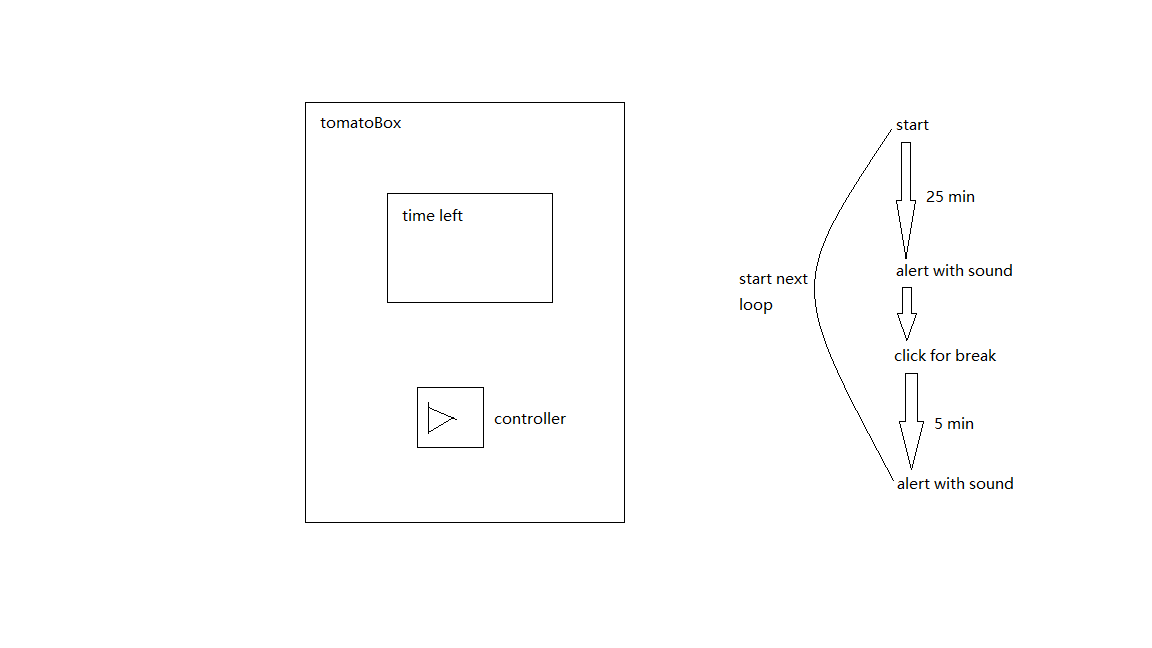 tomatoBox
time left
controller
start
25 min
alert with sound
start next
loop
click for break
5 min
alert with sound